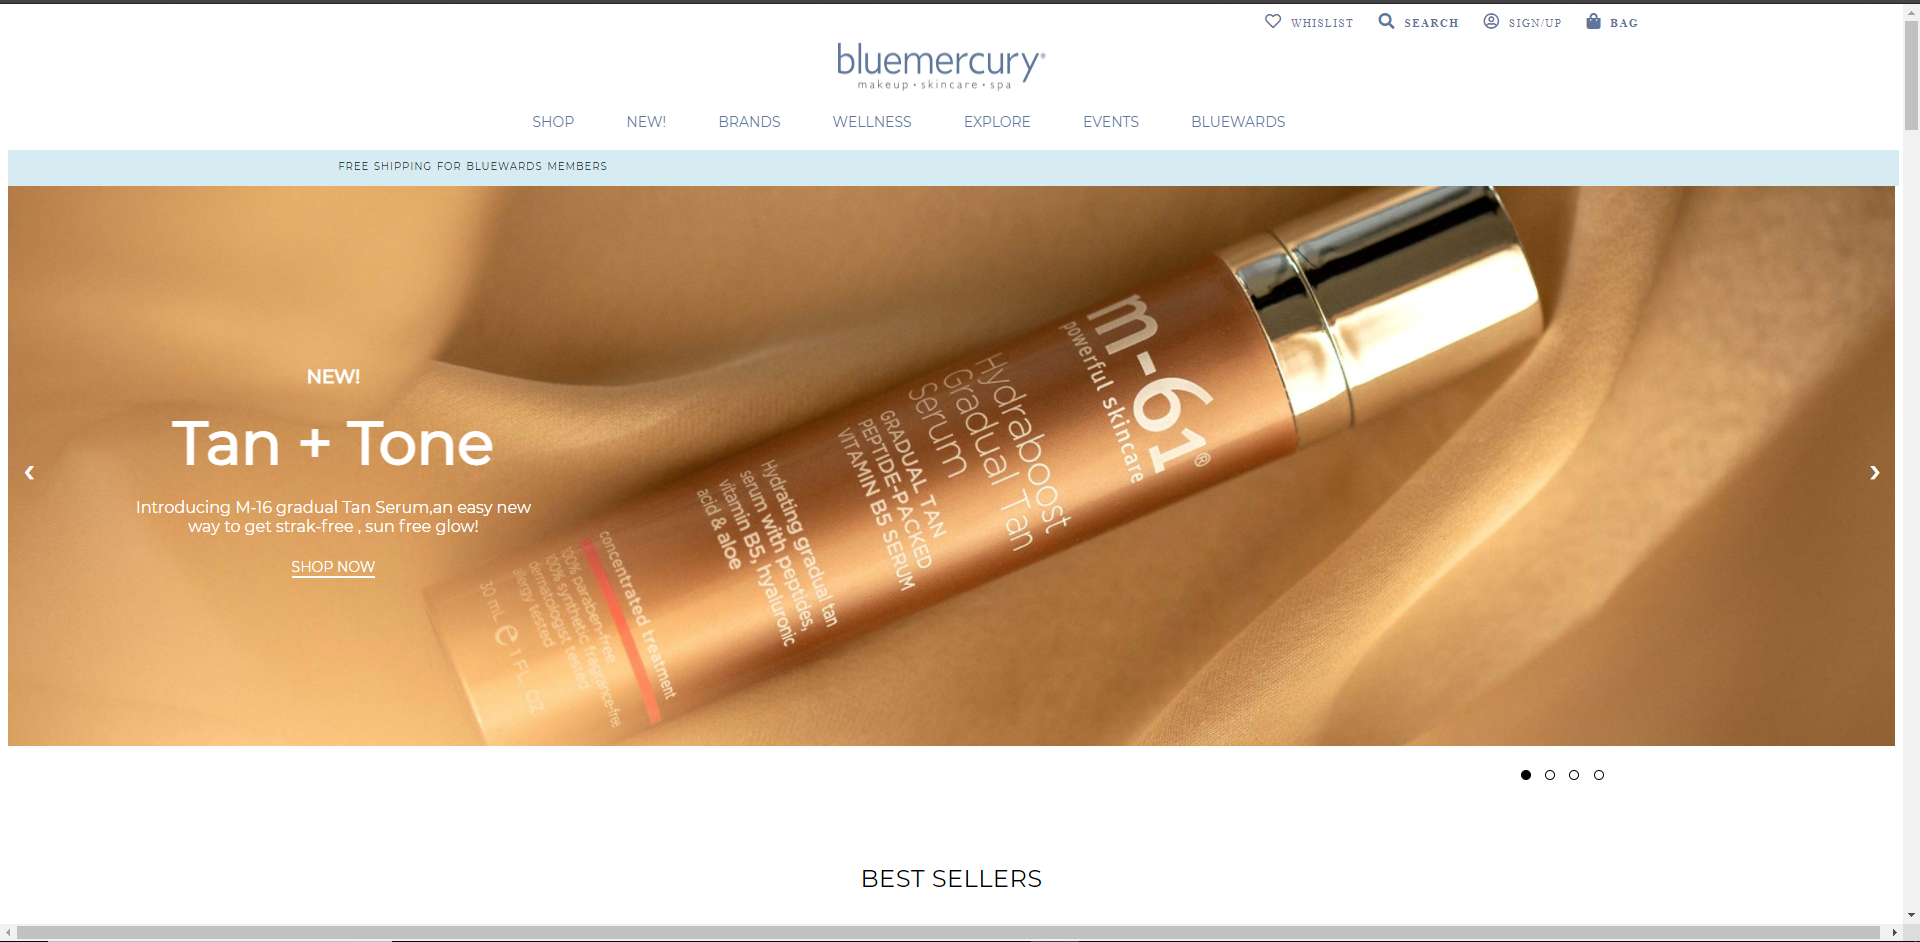 WHISLIST SEARCH SIGN/UP BAG
bluemercury®
makeup • skincare • spa
SHOP NEW! BRANDS WELLNESS EXPLORE EVENTS BLUEWARDS
FREE SHIPPING FOR BLUEWARDS MEMBERS
NEW!
Tan + Tone
Introducing M-16 gradual Tan Serum,an easy new
way to get strak-free , sun free glow!
SHOP NOW
m-61®
powerful skincare
Hydraboost
Gradual Tan
Serum
GRADUAL TAN
PEPTIDE-PACKED
VITAMIN B5 SERUM
Hydrating gradual tan
serum with peptides,
vitamin B5, hyaluronic
acid & aloe
concentrated treatment
100% paraben-free
100% synthetic fragrance-free
dermatologist tested
allergy tested
30 mL e 1 FL. OZ.
BEST SELLERS